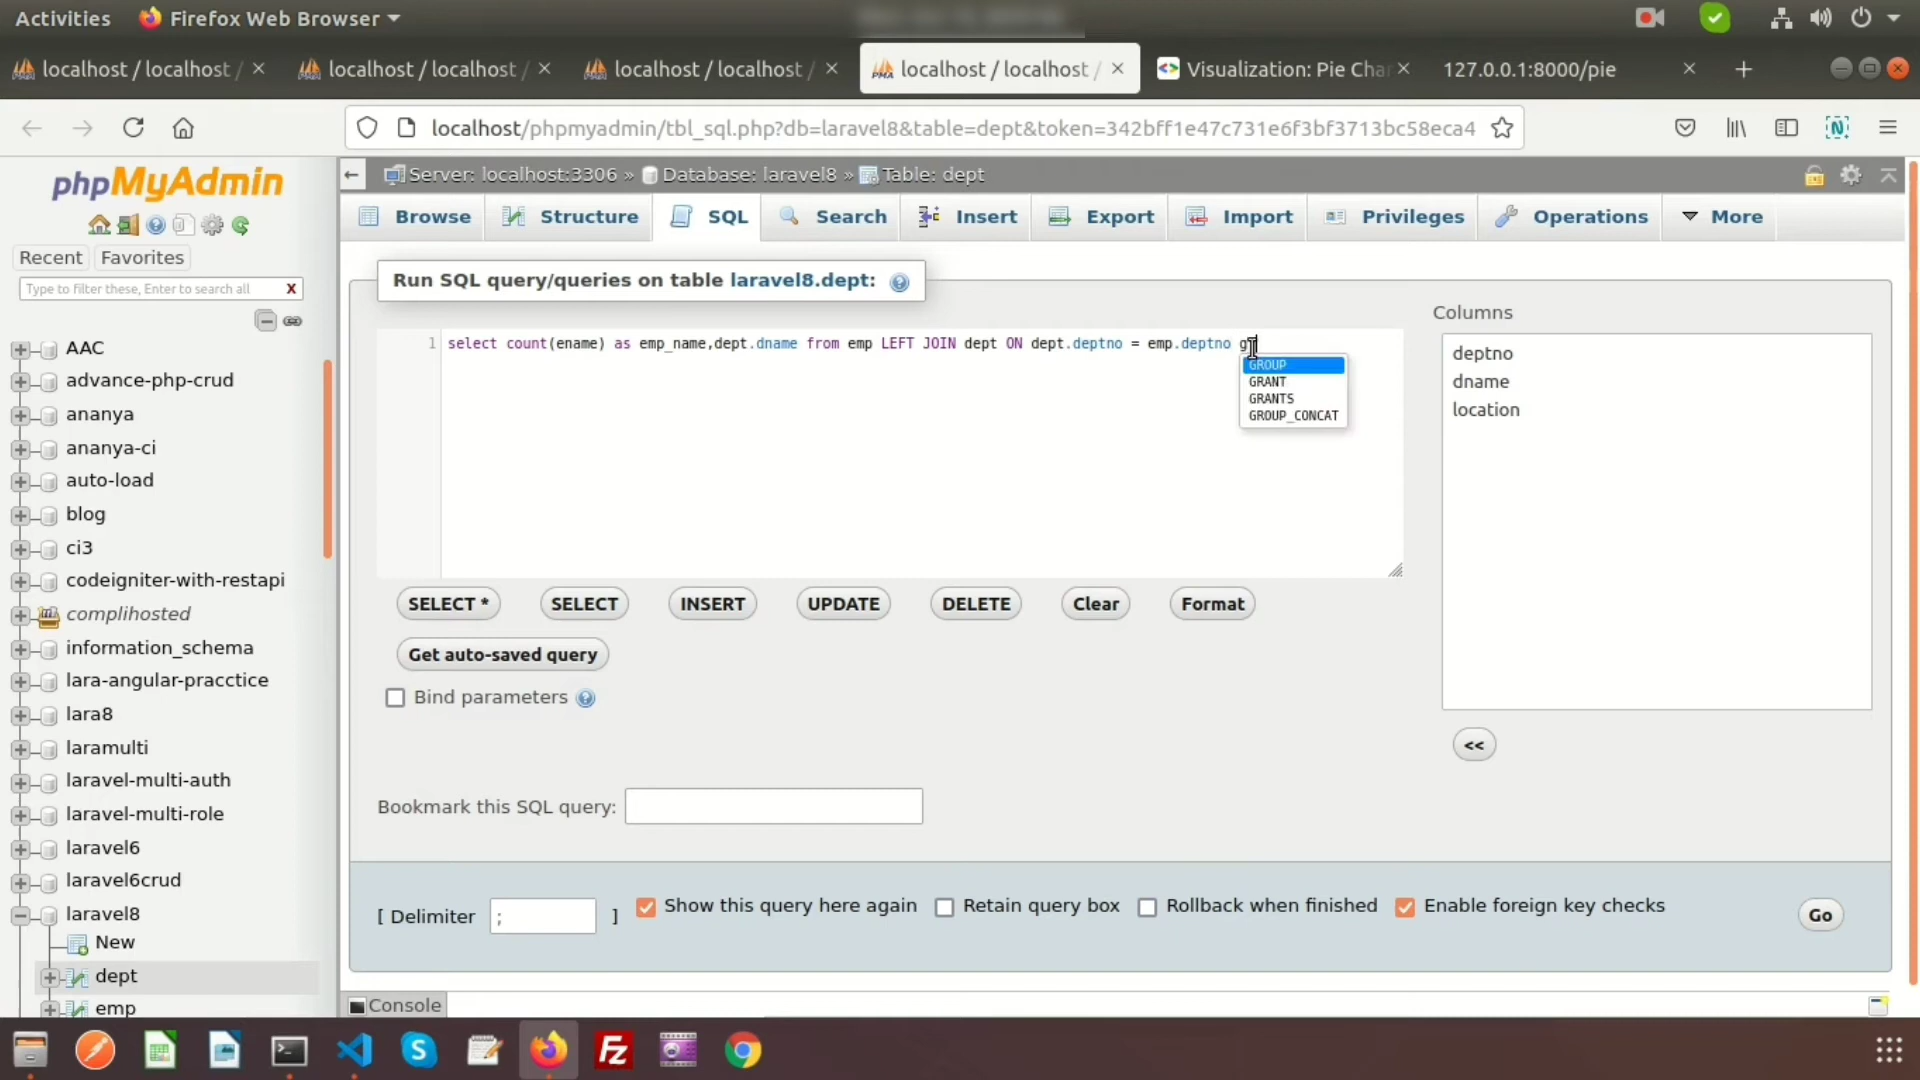 Activities
Firefox Web Browser
localhost / localhost /
localhost / localhost /
localhost / localhost /
localhost / localhost /
Visualization: Pie Cha
127.0.0.1:8000/pie
localhost/phpmyadmin/tbl_sql.php?db=laravel8&table=dept&token=342bff1e47c731e6f3bf3713bc58eca4
phpMyAdmin
Recent
Favorites
Type to filter these, Enter to search all
X
AAC
advance-php-crud
ananya
ananya-ci
auto-load
blog
ci3
codeigniter-with-restapi
complihosted
information_schema
lara-angular-pracctice
lara8
laramulti
laravel-multi-auth
laravel-multi-role
laravel6
laravel6crud
laravel8
New
dept
emp
Server: localhost:3306 » Database: laravel8 » Table: dept
Browse
Structure
SQL
Search
Insert
Export
Import
Privileges
Operations
More
Run SQL query/queries on table laravel8.dept:
1
select count(ename) as emp_name,dept.dname from emp LEFT JOIN dept ON dept.deptno = emp.deptno g
GROUP
GRANT
GRANTS
GROUP_CONCAT
Columns
deptno
dname
location
<<
SELECT *
SELECT
INSERT
UPDATE
DELETE
Clear
Format
Get auto-saved query
Bind parameters
Bookmark this SQL query:
[ Delimiter ; ]
Show this query here again
Retain query box
Rollback when finished
Enable foreign key checks
Go
Console